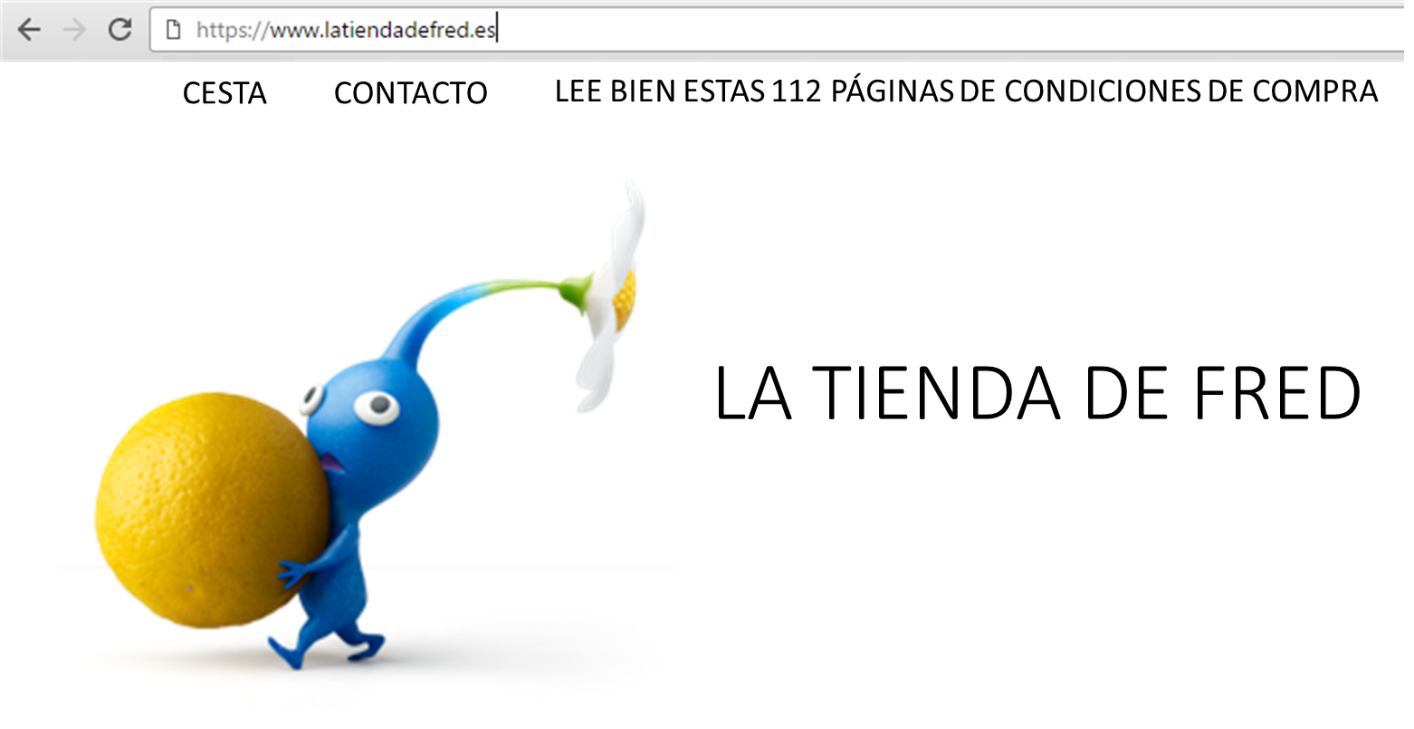 https://www.latiendadefred.es
CESTA CONTACTO LEE BIEN ESTAS 112 PÁGINAS DE CONDICIONES DE COMPRA
LA TIENDA DE FRED